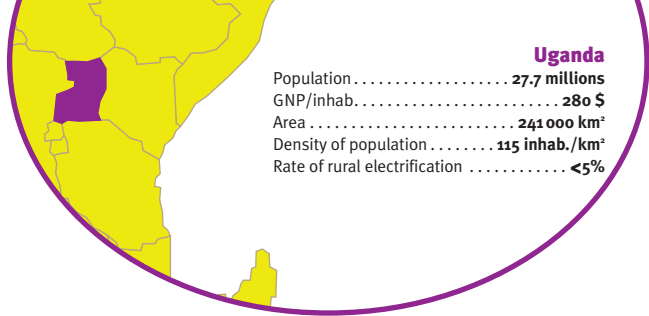 Uganda
Population . . . . . . . . . . . . . . . . . . 27.7 millions
GNP/inhab. . . . . . . . . . . . . . . . . . . . . . . . . . 280 $
Area . . . . . . . . . . . . . . . . . . . . . . . 241 000 km²
Density of population . . . . . . . . 115 inhab./km²
Rate of rural electrification . . . . . . . . . . . . <5%